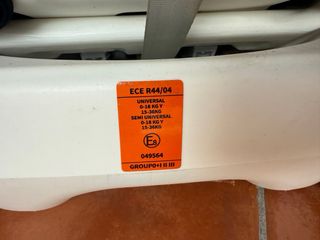 ECE R44/04
UNIVERSAL
0-18 KG Y
15-36KG
SEMI UNIVERSAL
0-18 KG Y
15-36KG
049564
GROUP0+I II III